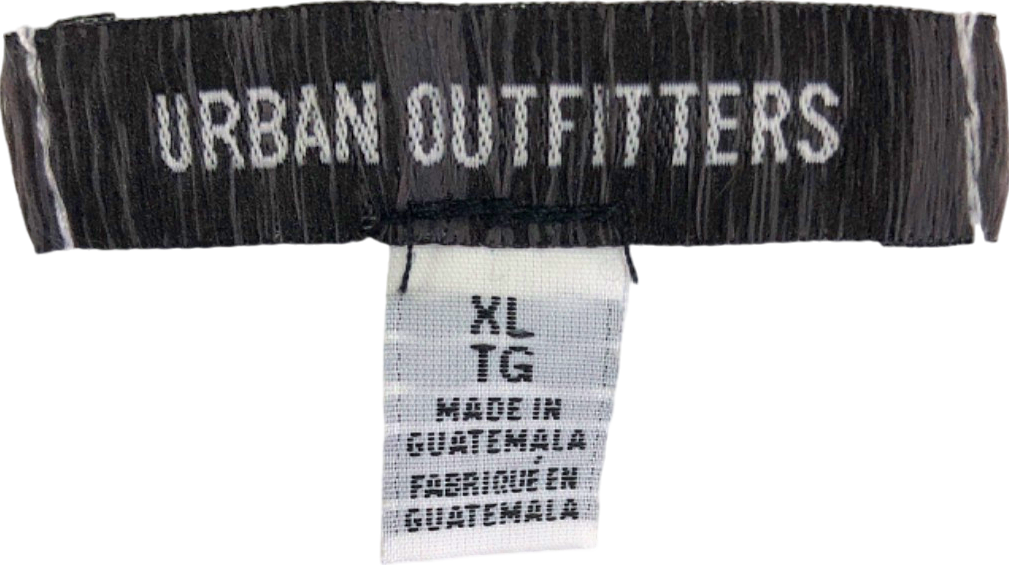 URBAN OUTFITTERS
XL
TG
MADE IN
GUATEMALA
FABRIQUÉ EN
GUATEMALA